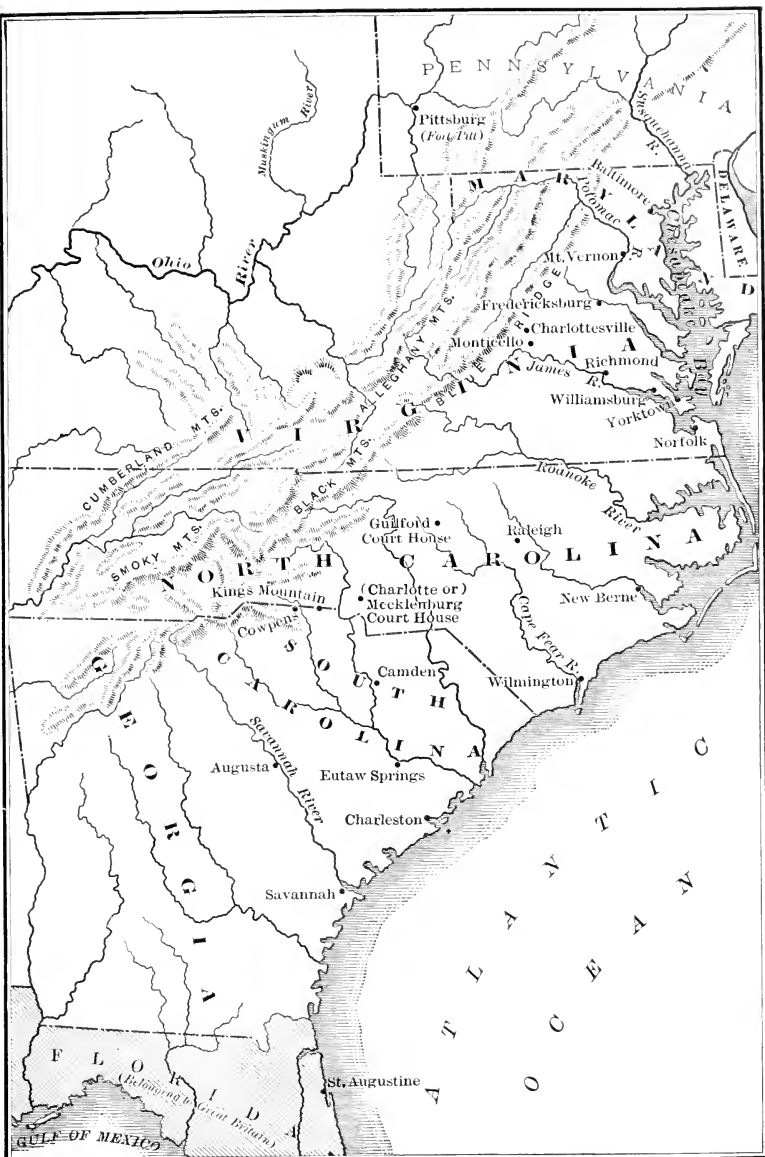 PENNSYLVANIA
Susquehanna
R.
Muskingum
River
Pittsburg
(Fort Pitt)
MARYLAND
Baltimore
Potomac
R.
DELAWARE
Chesapeake Bay
Ohio
River
Mt. Vernon
Fredericksburg
Charlottesville
Monticello
ALLEGHANY MTS.
BLUE RIDGE
VIRGINIA
James R.
Richmond
Williamsburg
Yorktown
Norfolk
CUMBERLAND MTS.
BLACK MTS.
SMOKY MTS.
Roanoke
River
Guilford
Court House
Raleigh
NORTH CAROLINA
King's Mountain
(Charlotte or)
Mecklenburg
Court House
New Berne
Cowpens
Cape Fear R.
SOUTH
CAROLINA
Camden
Wilmington
GEORGIA
Savannah
River
Augusta
Eutaw Springs
Charleston
Savannah
ATLANTIC
OCEAN
FLORIDA
(Belonging to Great Britain)
St. Augustine
GULF OF MEXICO